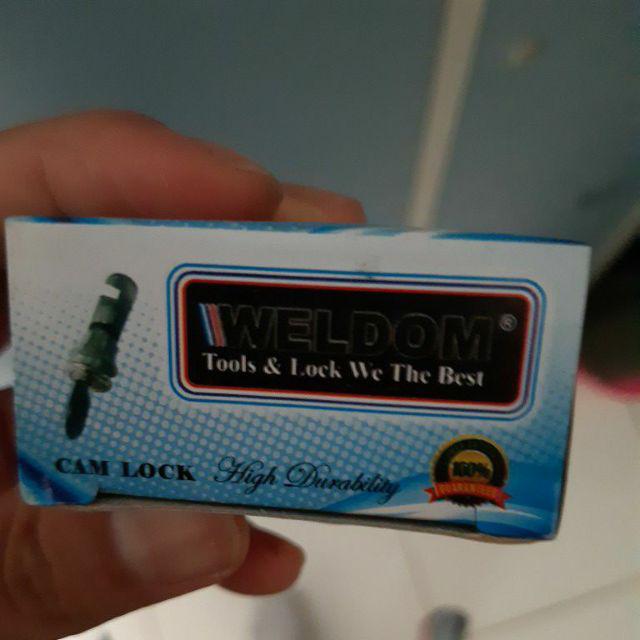 WELDOM®
Tools & Lock We The Best
CAM LOCK High Durability
100%